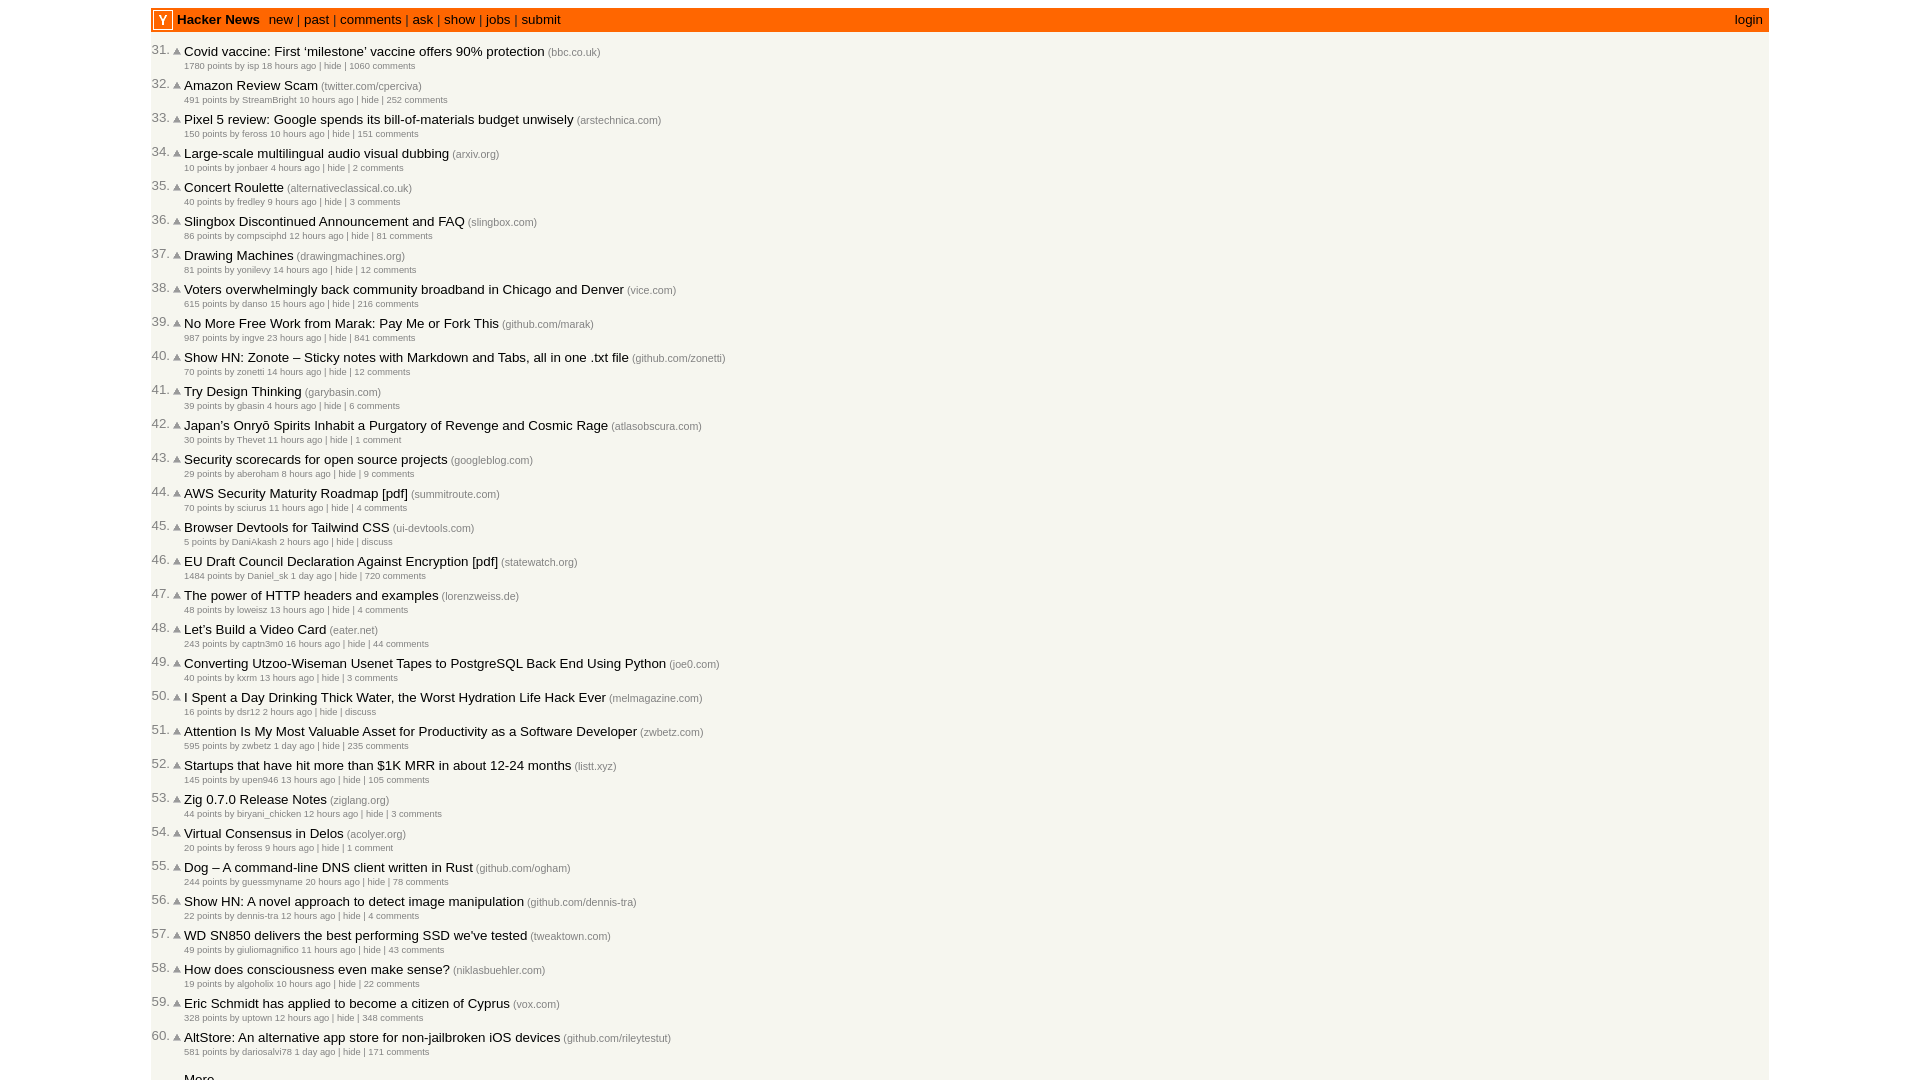 Y Hacker News new | past | comments | ask | show | jobs | submit login
31. Covid vaccine: First ‘milestone’ vaccine offers 90% protection (bbc.co.uk)
1780 points by isp 18 hours ago | hide | 1060 comments
32. Amazon Review Scam (twitter.com/cperciva)
491 points by StreamBright 10 hours ago | hide | 252 comments
33. Pixel 5 review: Google spends its bill-of-materials budget unwisely (arstechnica.com)
150 points by feross 10 hours ago | hide | 151 comments
34. Large-scale multilingual audio visual dubbing (arxiv.org)
10 points by jonbaer 4 hours ago | hide | 2 comments
35. Concert Roulette (alternativeclassical.co.uk)
40 points by fredley 9 hours ago | hide | 3 comments
36. Slingbox Discontinued Announcement and FAQ (slingbox.com)
86 points by compsciphd 12 hours ago | hide | 81 comments
37. Drawing Machines (drawingmachines.org)
81 points by yonilevy 14 hours ago | hide | 12 comments
38. Voters overwhelmingly back community broadband in Chicago and Denver (vice.com)
615 points by danso 15 hours ago | hide | 216 comments
39. No More Free Work from Marak: Pay Me or Fork This (github.com/marak)
987 points by ingve 23 hours ago | hide | 841 comments
40. Show HN: Zonote – Sticky notes with Markdown and Tabs, all in one .txt file (github.com/zonetti)
70 points by zonetti 14 hours ago | hide | 12 comments
41. Try Design Thinking (garybasin.com)
39 points by gbasin 4 hours ago | hide | 6 comments
42. Japan’s Onryō Spirits Inhabit a Purgatory of Revenge and Cosmic Rage (atlasobscura.com)
30 points by Thevet 11 hours ago | hide | 1 comment
43. Security scorecards for open source projects (googleblog.com)
29 points by aberoham 8 hours ago | hide | 9 comments
44. AWS Security Maturity Roadmap [pdf] (summitroute.com)
70 points by sciurus 11 hours ago | hide | 4 comments
45. Browser Devtools for Tailwind CSS (ui-devtools.com)
5 points by DaniAkash 2 hours ago | hide | discuss
46. EU Draft Council Declaration Against Encryption [pdf] (statewatch.org)
1484 points by Daniel_sk 1 day ago | hide | 720 comments
47. The power of HTTP headers and examples (lorenzweiss.de)
48 points by loweisz 13 hours ago | hide | 4 comments
48. Let’s Build a Video Card (eater.net)
243 points by captn3m0 16 hours ago | hide | 44 comments
49. Converting Utzoo-Wiseman Usenet Tapes to PostgreSQL Back End Using Python (joe0.com)
40 points by kxrm 13 hours ago | hide | 3 comments
50. I Spent a Day Drinking Thick Water, the Worst Hydration Life Hack Ever (melmagazine.com)
16 points by dsr12 2 hours ago | hide | discuss
51. Attention Is My Most Valuable Asset for Productivity as a Software Developer (zwbetz.com)
595 points by zwbetz 1 day ago | hide | 235 comments
52. Startups that have hit more than $1K MRR in about 12-24 months (listt.xyz)
145 points by upen946 13 hours ago | hide | 105 comments
53. Zig 0.7.0 Release Notes (ziglang.org)
44 points by biryani_chicken 12 hours ago | hide | 3 comments
54. Virtual Consensus in Delos (acolyer.org)
20 points by feross 9 hours ago | hide | 1 comment
55. Dog – A command-line DNS client written in Rust (github.com/ogham)
244 points by guessmyname 20 hours ago | hide | 78 comments
56. Show HN: A novel approach to detect image manipulation (github.com/dennis-tra)
22 points by dennis-tra 12 hours ago | hide | 4 comments
57. WD SN850 delivers the best performing SSD we've tested (tweaktown.com)
49 points by giuliomagnifico 11 hours ago | hide | 43 comments
58. How does consciousness even make sense? (niklasbuehler.com)
19 points by algoholix 10 hours ago | hide | 22 comments
59. Eric Schmidt has applied to become a citizen of Cyprus (vox.com)
328 points by uptown 12 hours ago | hide | 348 comments
60. AltStore: An alternative app store for non-jailbroken iOS devices (github.com/rileytestut)
581 points by dariosalvi78 1 day ago | hide | 171 comments
More